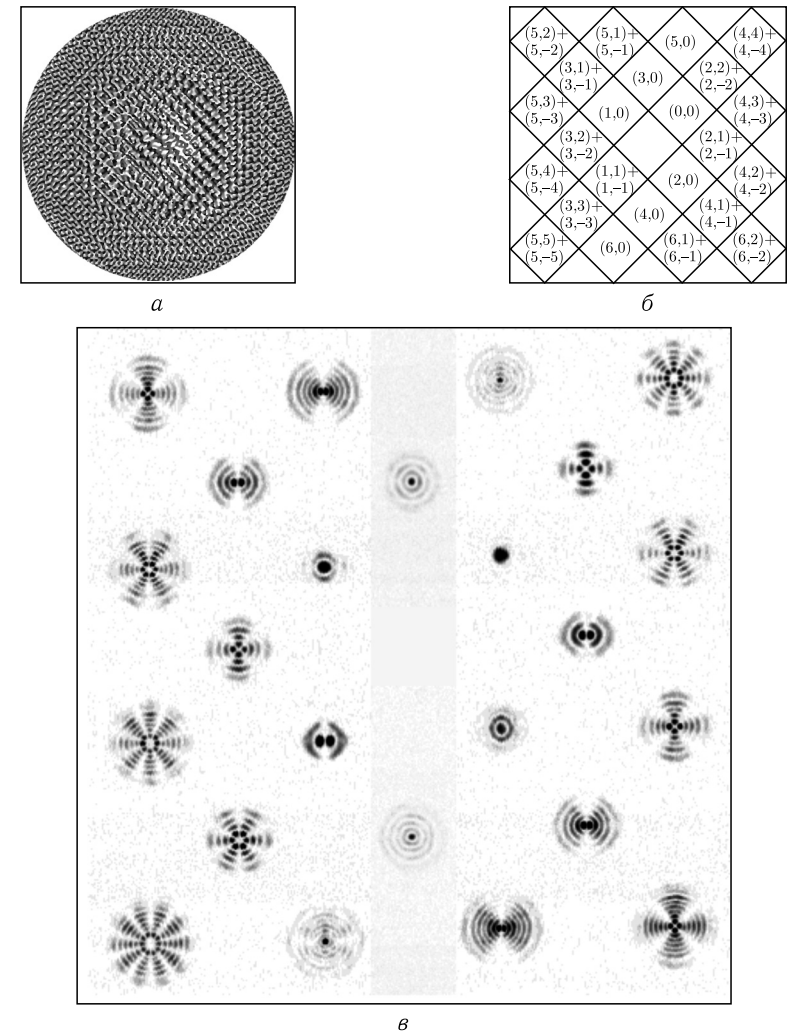 (5,2)+ (5,1)+ (5,0) (4,4)+
(5,–2) (5,–1) (4,–4)
(3,1)+ (3,0) (2,2)+
(3,–1) (2,–2)
(5,3)+ (1,0) (0,0) (4,3)+
(5,–3) (4,–3)
(3,2)+ (2,1)+
(3,–2) (2,–1)
(5,4)+ (1,1)+ (2,0) (4,2)+
(5,–4) (1,–1) (4,–2)
(3,3)+ (4,0) (4,1)+
(3,–3) (4,–1)
(5,5)+ (6,0) (6,1)+ (6,2)+
(5,–5) (6,–1) (6,–2)
а б
в